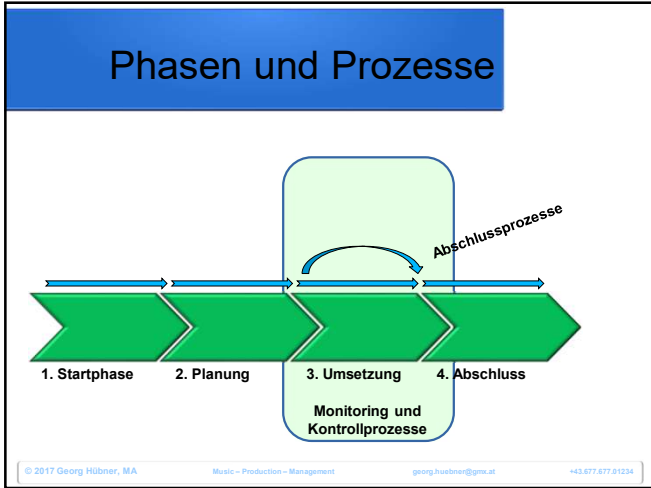 Phasen und Prozesse
Abschlussprozesse
1. Startphase
2. Planung
3. Umsetzung
4. Abschluss
Monitoring und
Kontrollprozesse
© 2017 Georg Hübner, MA Music – Production – Management georg.huebner@gmx.at +43.677.677.01234